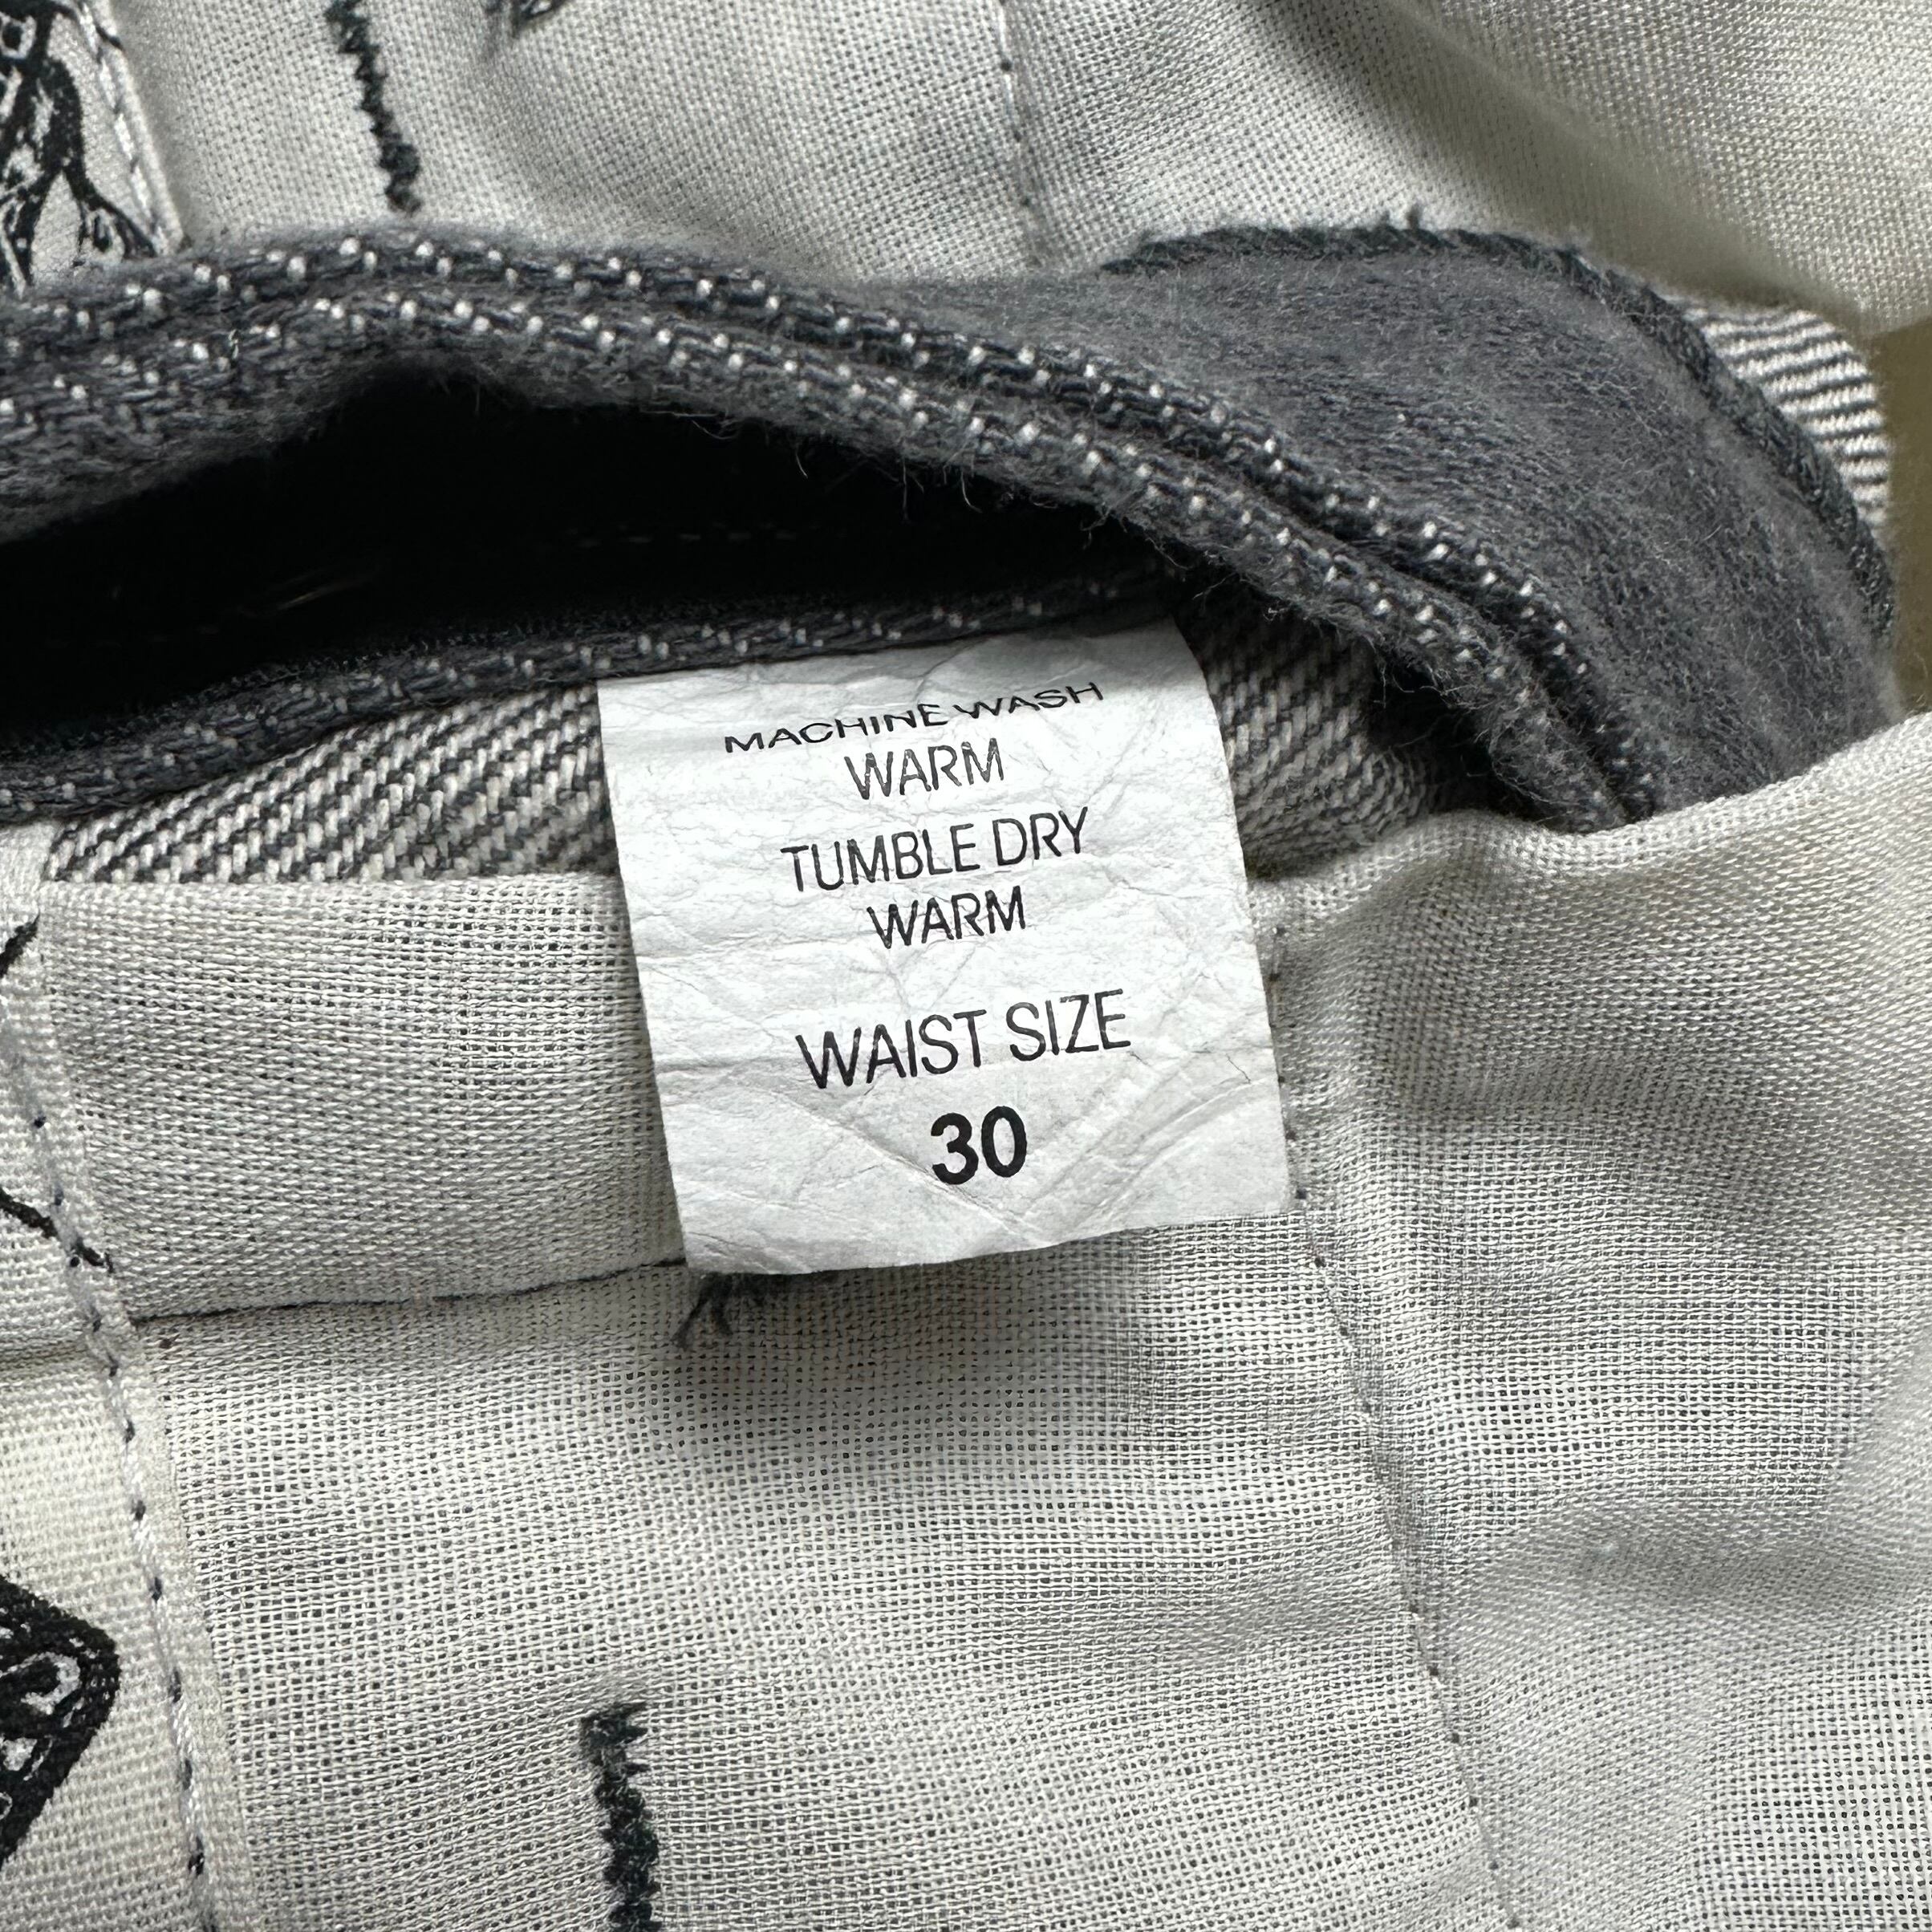 MACHINE WASH
WARM
TUMBLE DRY
WARM
WAIST SIZE
30